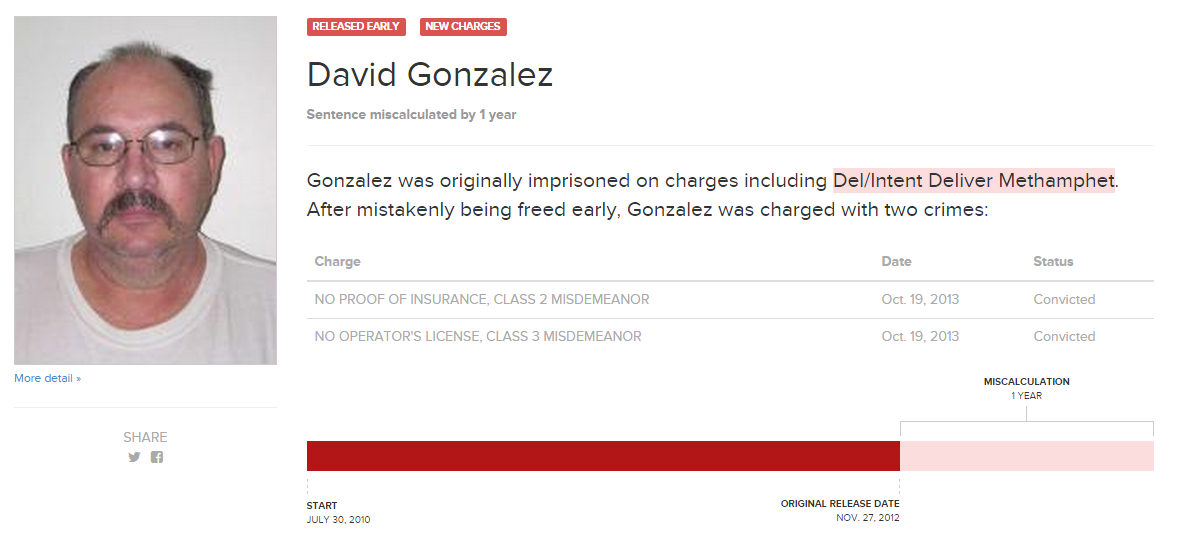 RELEASED EARLY NEW CHARGES
David Gonzalez
Sentence miscalculated by 1 year
Gonzalez was originally imprisoned on charges including Del/Intent Deliver Methamphet.
After mistakenly being freed early, Gonzalez was charged with two crimes:
Charge Date Status
NO PROOF OF INSURANCE, CLASS 2 MISDEMEANOR Oct. 19, 2013 Convicted
NO OPERATOR'S LICENSE, CLASS 3 MISDEMEANOR Oct. 19, 2013 Convicted
More detail »
SHARE
MISCALCULATION
1 YEAR
START ORIGINAL RELEASE DATE
JULY 30, 2010 NOV. 27, 2012